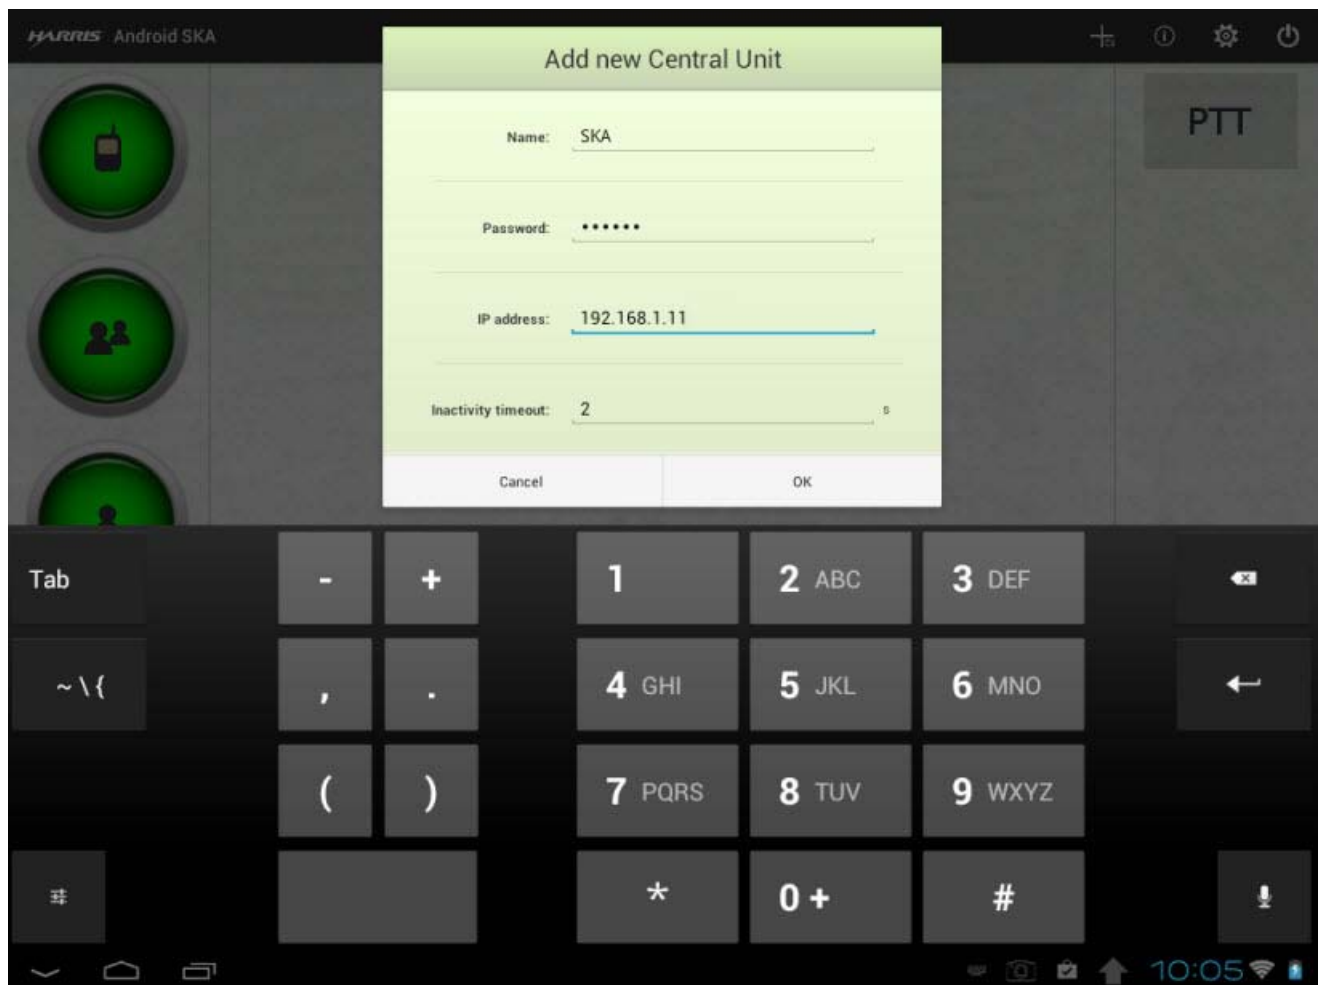 HARRIS Android SKA
Add new Central Unit
PTT
Name: SKA
Password: ••••••
IP address: 192.168.1.11
Inactivity timeout: 2 s
Cancel OK
Tab - + 1 2 ABC 3 DEF
~ \ { , . 4 GHI 5 JKL 6 MNO
( ) 7 PQRS 8 TUV 9 WXYZ
* 0 + #
10:05